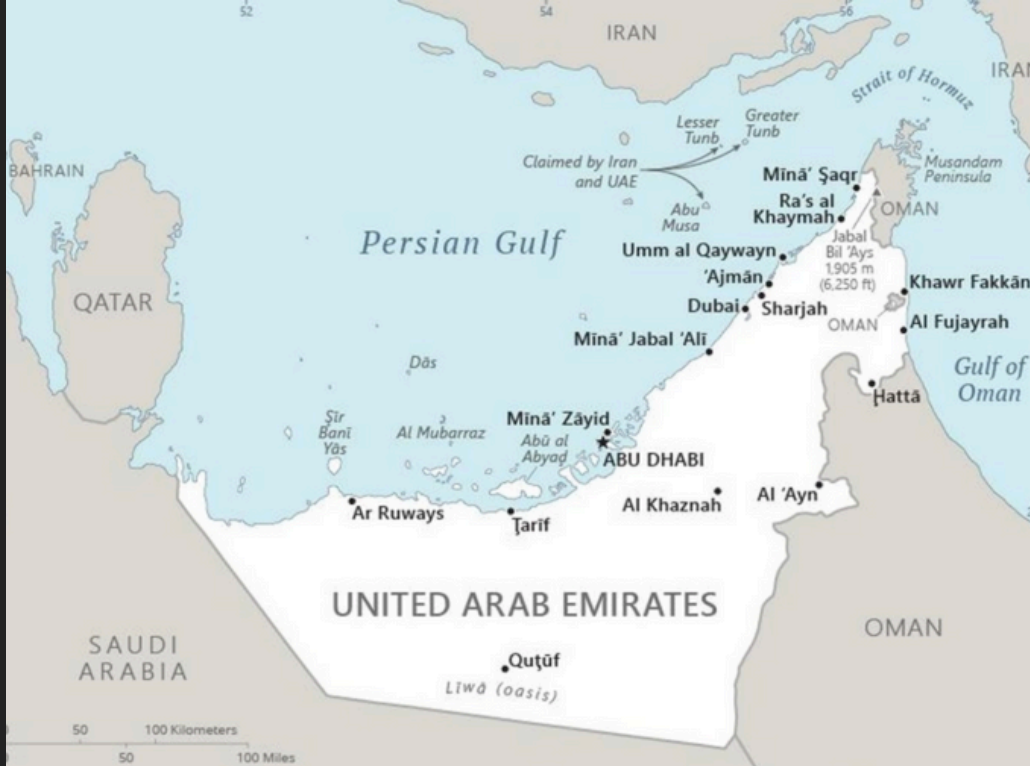 52
54
56
IRAN
IRAN
Strait of Hormuz
Lesser
Tunb
Greater
Tunb
Claimed by Iran
and UAE
Abu
Musa
BAHRAIN
Musandam
Peninsula
Mīnā’ Şaqr
Ra’s al
Khaymah
OMAN
Jabal
Bil ‘Ays
1,905 m
(6,250 ft)
Persian Gulf
Umm al Qaywayn
‘Ajmān
Khawr Fakkān
QATAR
Dubai
Sharjah
OMAN
Al Fujayrah
Mīnā’ Jabal ‘Alī
Dās
Gulf of
Oman
Ḩattā
Şīr
Banī
Yās
Al Mubarraz
Mīnā’ Zāyid
Abū al
Abyad
ABU DHABI
Al Khaznah
Al ‘Ayn
Ar Ruways
Ţarīf
UNITED ARAB EMIRATES
OMAN
SAUDI
ARABIA
Quţūf
Līwā (oasis)
50
100 Kilometers
50
100 Miles